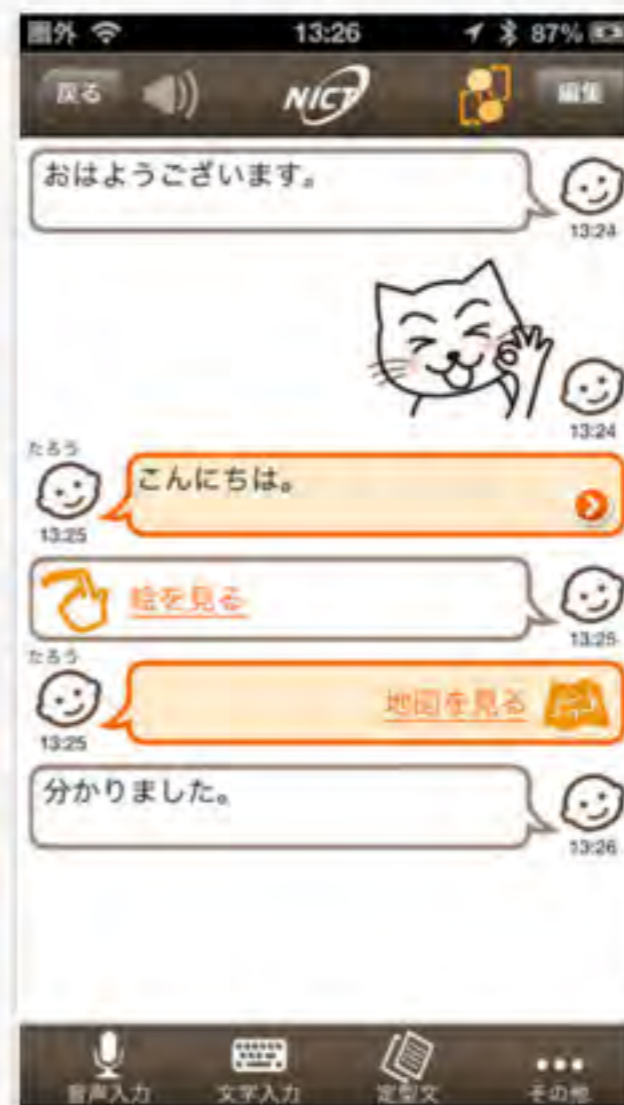 圏外 13:26 87%
戻る NICT 編集
おはようございます。
13:24
13:24
たろう
こんにちは。
13:25
絵を見る
13:25
たろう
地図を見る
13:25
分かりました。
13:26
音声入力 文字入力 定型文 その他